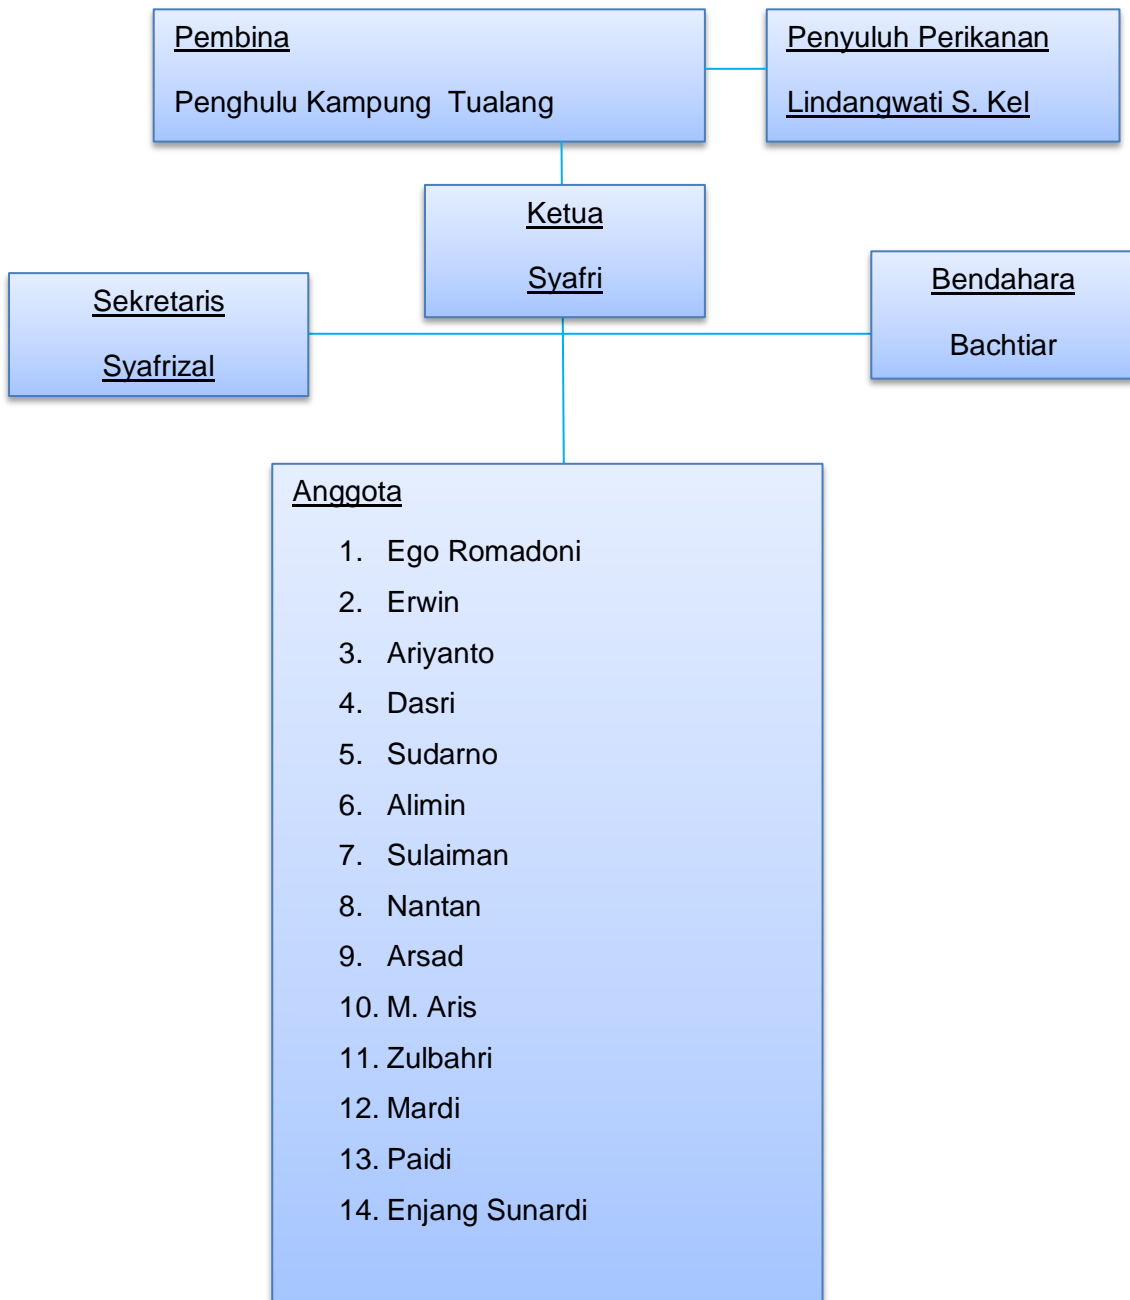 Pembina
Penghulu Kampung  Tualang
Penyuluh Perikanan
Lindangwati S. Kel
Ketua
Syafri
Sekretaris
Syafrizal
Bendahara
Bachtiar
Anggota
1. Ego Romadoni
2. Erwin
3. Ariyanto
4. Dasri
5. Sudarno
6. Alimin
7. Sulaiman
8. Nantan
9. Arsad
10. M. Aris
11. Zulbahri
12. Mardi
13. Paidi
14. Enjang Sunardi